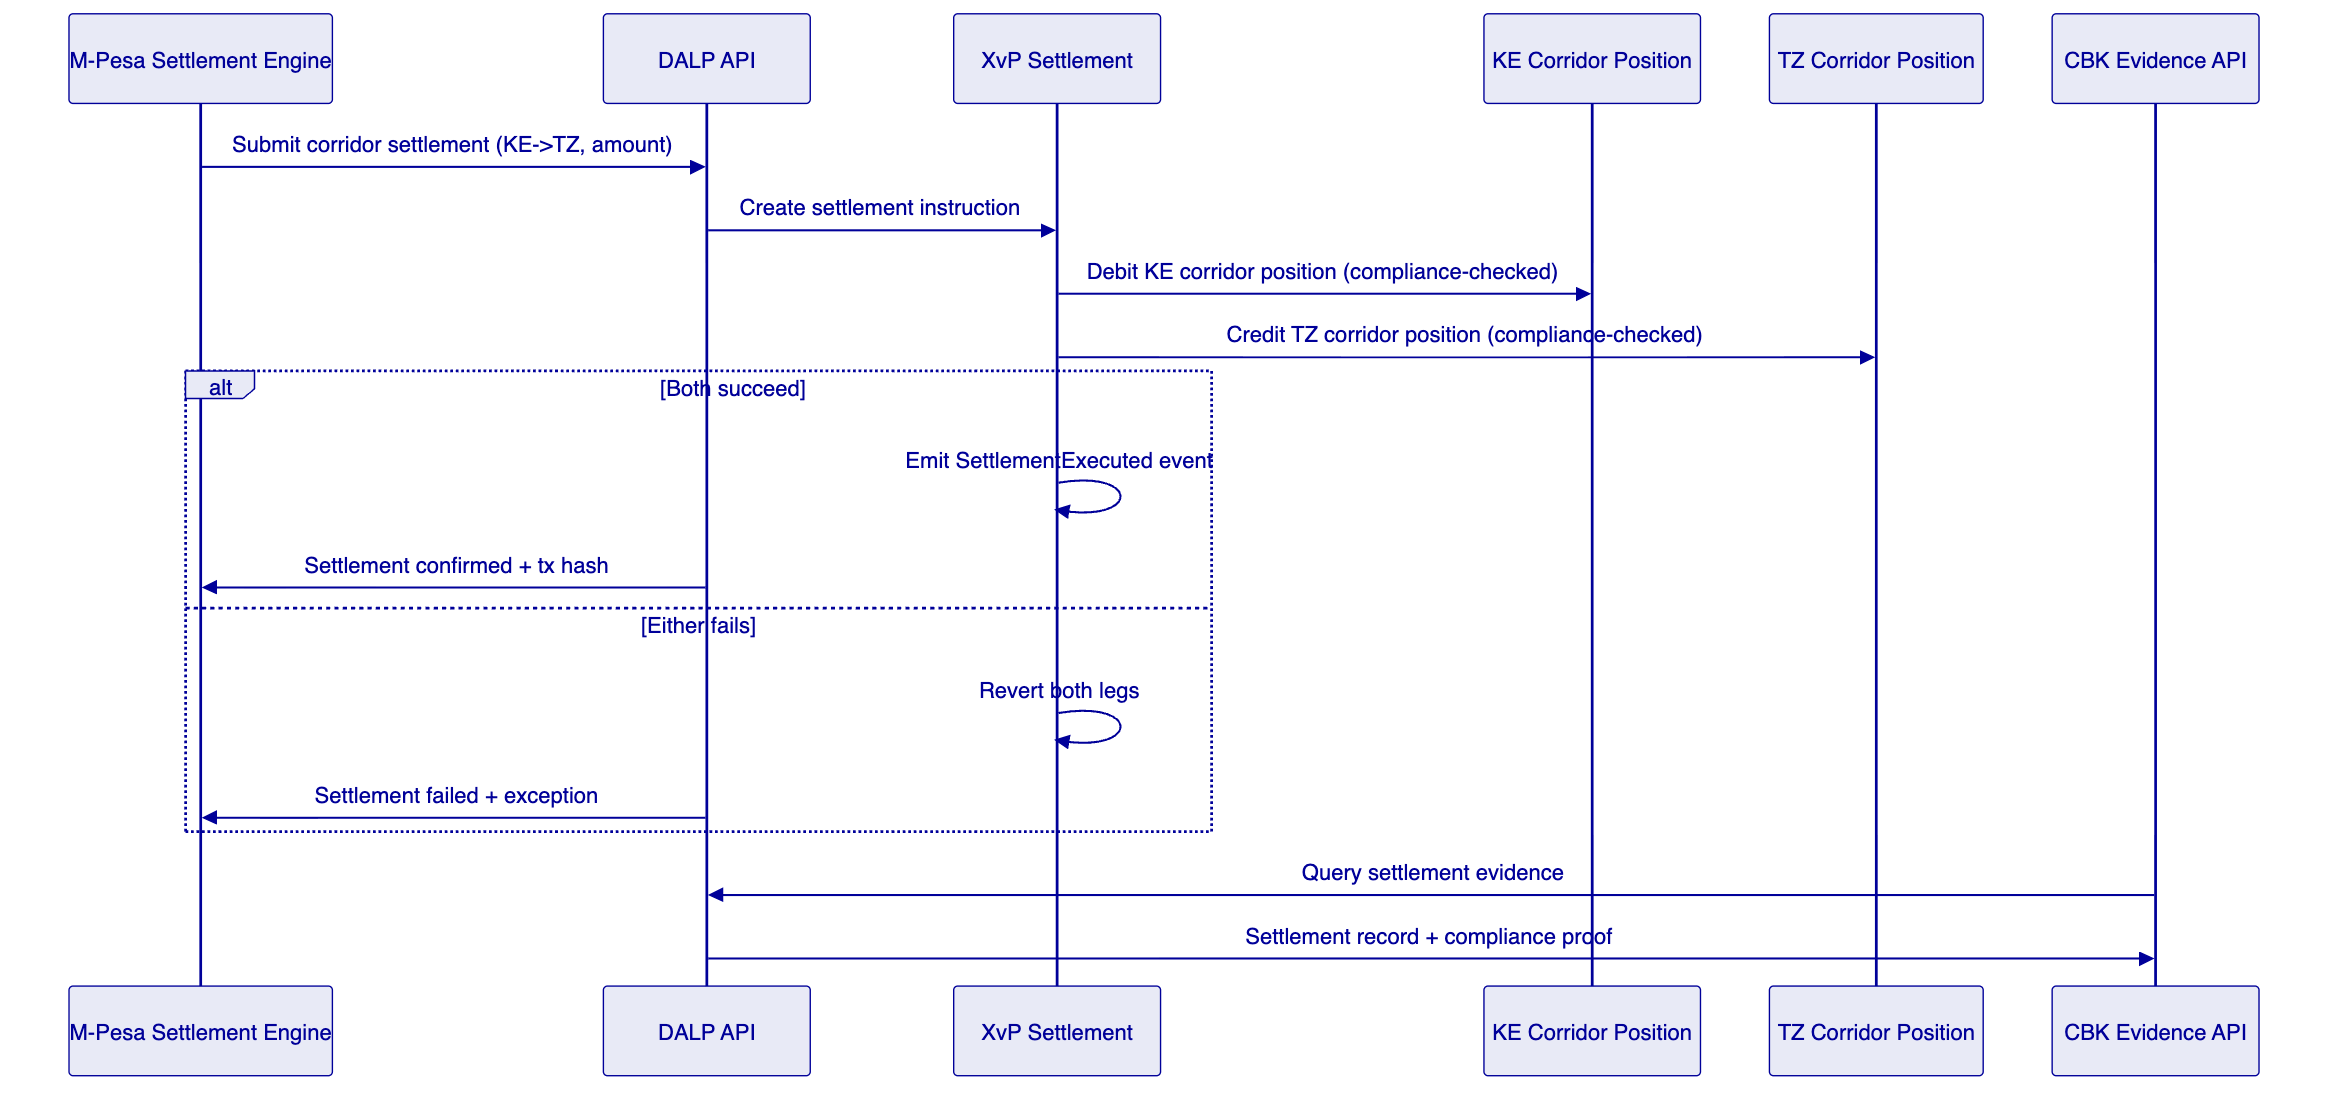 M-Pesa Settlement Engine
DALP API
XvP Settlement
KE Corridor Position
TZ Corridor Position
CBK Evidence API
Submit corridor settlement (KE->TZ, amount)
Create settlement instruction
Debit KE corridor position (compliance-checked)
Credit TZ corridor position (compliance-checked)
alt
[Both succeed]
Emit SettlementExecuted event
Settlement confirmed + tx hash
[Either fails]
Revert both legs
Settlement failed + exception
Query settlement evidence
Settlement record + compliance proof
M-Pesa Settlement Engine
DALP API
XvP Settlement
KE Corridor Position
TZ Corridor Position
CBK Evidence API